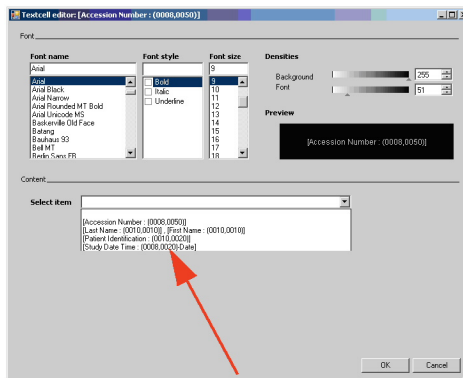 Textcell editor: [Accession Number : (0008,0050)]
Font
Font name
Font style
Font size
Densities
Arial
9
Arial
Arial Black
Arial Narrow
Arial Rounded MT Bold
Arial Unicode MS
Baskerville Old Face
Batang
Bauhaus 93
Bell MT
Berlin Sans FB
Bold
Italic
Underline
9
10
11
12
13
14
15
16
17
18
Background
255
Font
51
Preview
[Accession Number : (0008,0050)]
Content
Select item
[Accession Number : (0008,0050)]
[Last Name : (0010,0010)] , [First Name : (0010,0010)]
[Patient Identification : (0010,0020)]
[Study Date Time : (0008,0020)-Date]
OK
Cancel